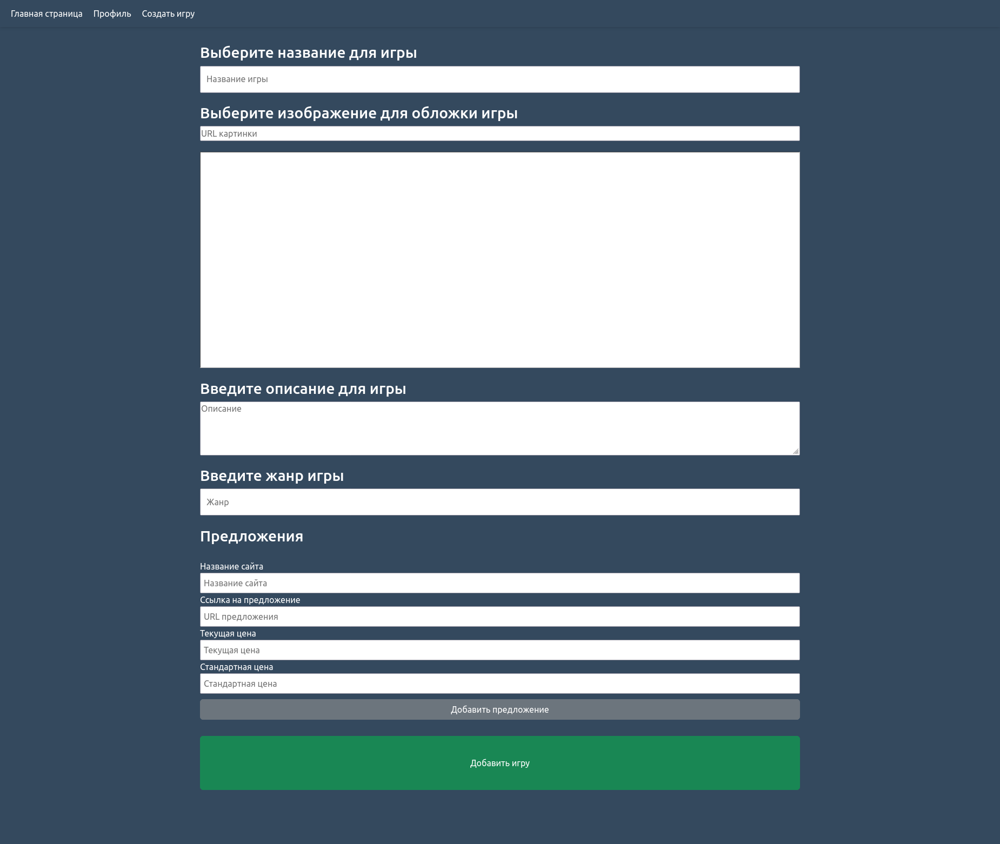 Главная страница Профиль Создать игру
Выберите название для игры
Название игры
Выберите изображение для обложки игры
URL картинки
Введите описание для игры
Описание
Введите жанр игры
Жанр
Предложения
Название сайта
Название сайта
Ссылка на предложение
URL предложения
Текущая цена
Текущая цена
Стандартная цена
Стандартная цена
Добавить предложение
Добавить игру